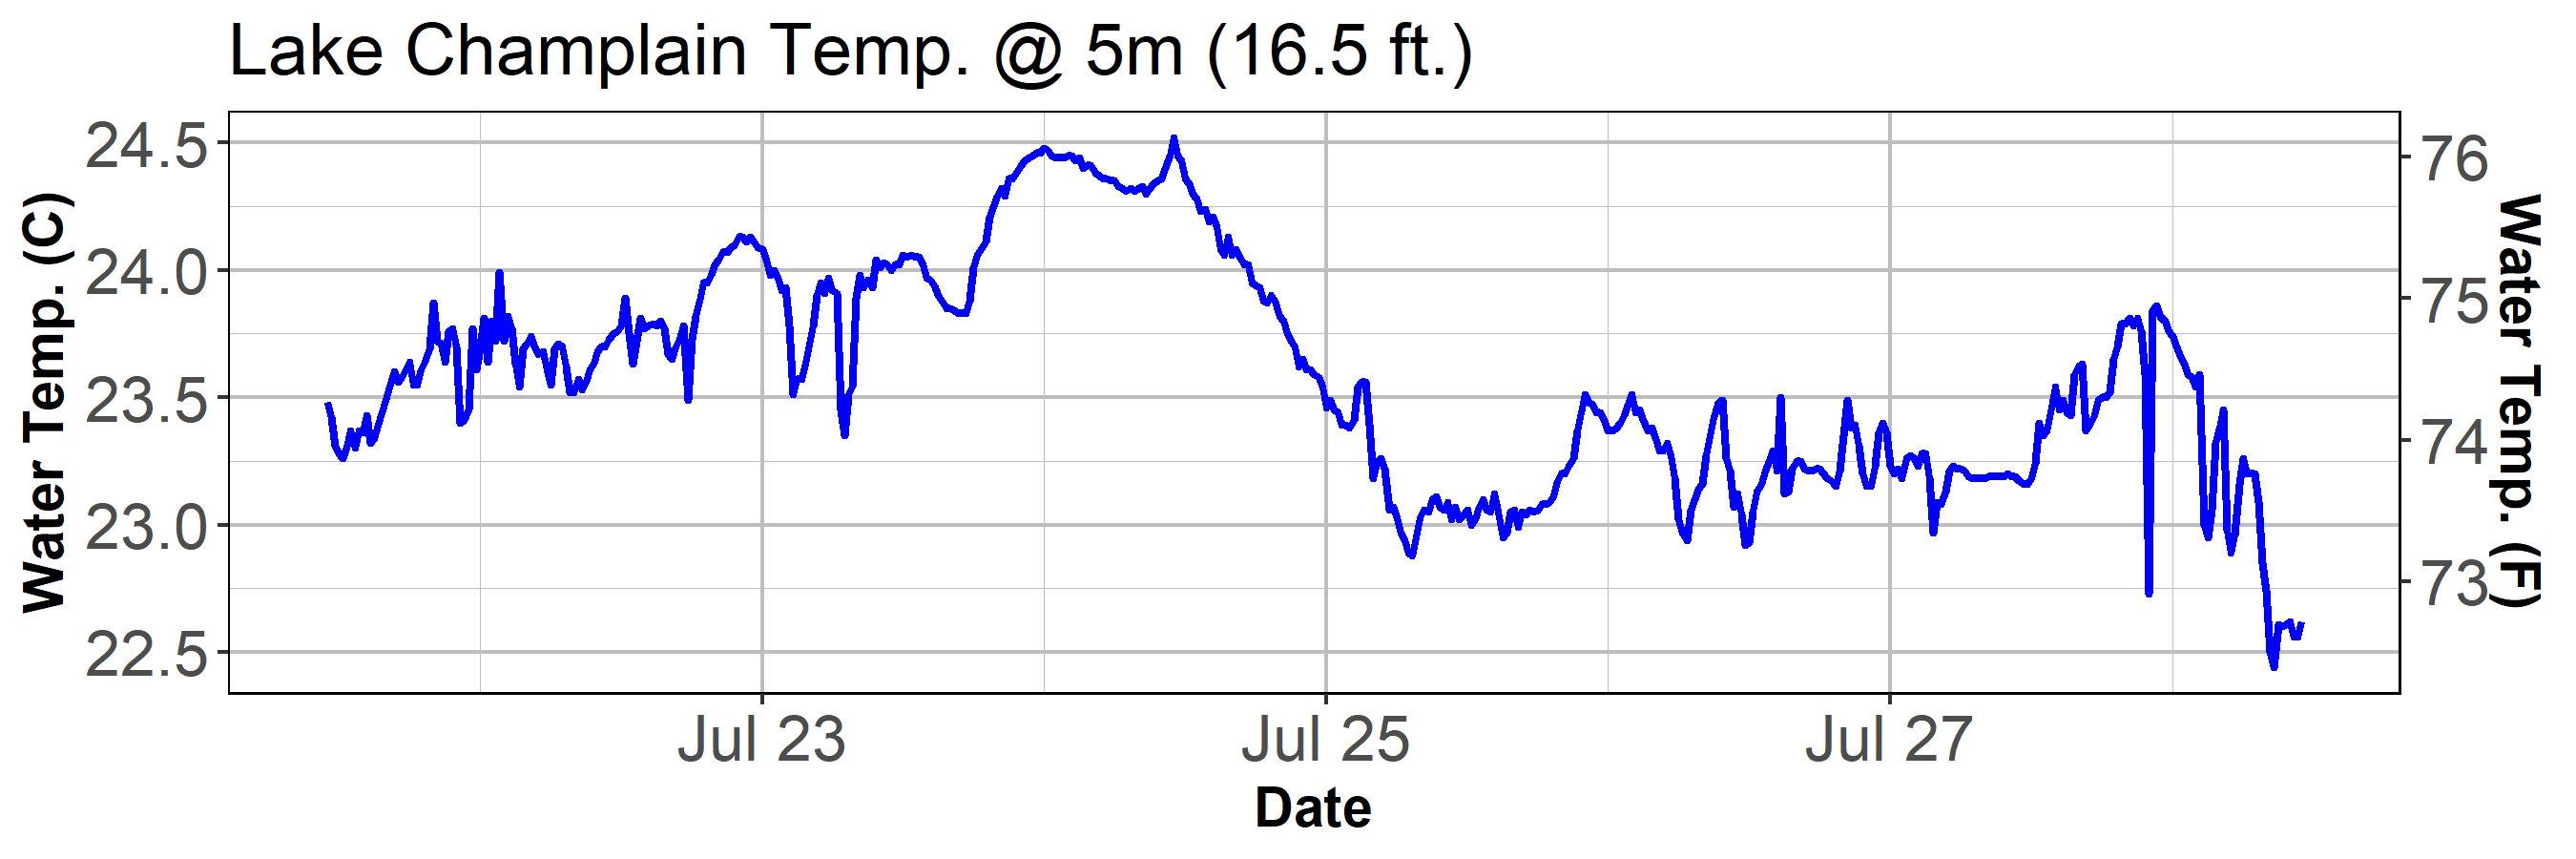 Lake Champlain Temp. @ 5m (16.5 ft.)
Water Temp. (C)
24.5
24.0
23.5
23.0
22.5
76
75
74
73
Water Temp. (F)
Jul 23
Jul 25
Jul 27
Date